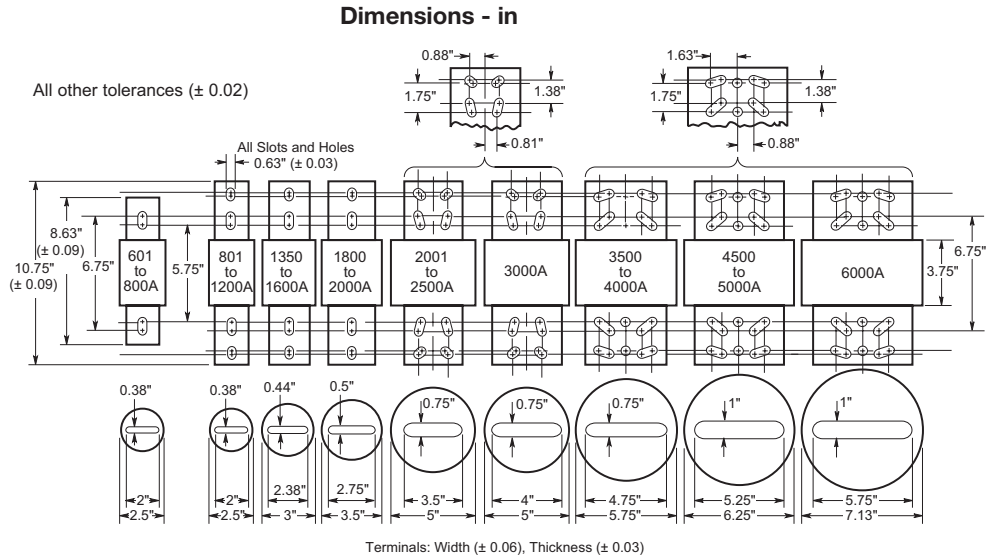 Dimensions - in
All other tolerances (± 0.02)
0.88"
1.75"
1.38"
0.81"
1.63"
1.75"
1.38"
0.88"
All Slots and Holes
0.63" (± 0.03)
10.75"
(± 0.09)
8.63"
(± 0.09)
6.75"
5.75"
601
to
800A
801
to
1200A
1350
to
1600A
1800
to
2000A
2001
to
2500A
3000A
3500
to
4000A
4500
to
5000A
6000A
3.75"
6.75"
0.38"
0.38"
0.44"
0.5"
0.75"
0.75"
0.75"
1"
1"
2"
2"
2.38"
2.75"
3.5"
4"
4.75"
5.25"
5.75"
2.5"
2.5"
3"
3.5"
5"
5"
5.75"
6.25"
7.13"
Terminals: Width (± 0.06), Thickness (± 0.03)